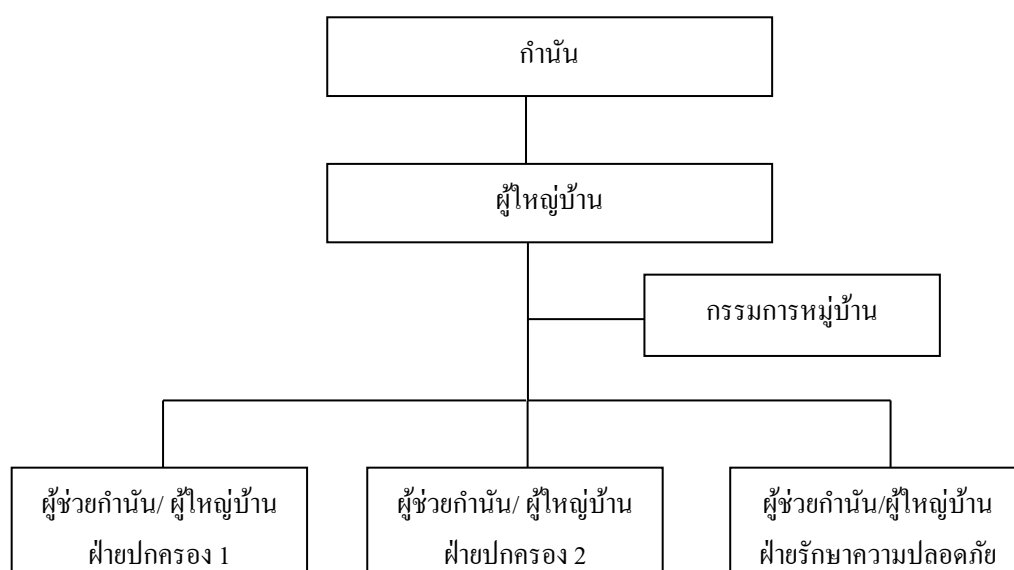 กำนัน
ผู้ใหญ่บ้าน
กรรมการหมู่บ้าน
ผู้ช่วยกำนัน/ ผู้ใหญ่บ้าน
ฝ่ายปกครอง 1
ผู้ช่วยกำนัน/ ผู้ใหญ่บ้าน
ฝ่ายปกครอง 2
ผู้ช่วยกำนัน/ผู้ใหญ่บ้าน
ฝ่ายรักษาความปลอดภัย